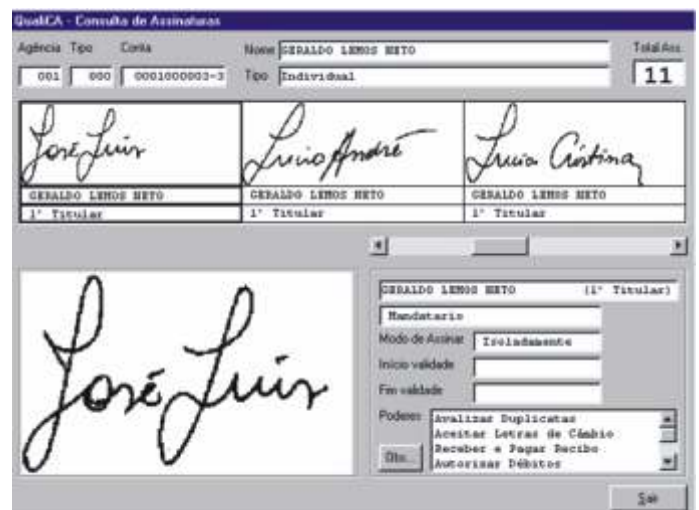 QualiCA - Consulta de Assinaturas
Agência Tipo Conta Nome GERALDO LEMOS NETO Total Ass.
001 000 0001000003-3 Tipo Individual 11
José Luis Lucio André Lucia Cristina
GERALDO LEMOS NETO GERALDO LEMOS NETO GERALDO LEMOS NETO
1º Titular 1º Titular 1º Titular
GERALDO LEMOS NETO (1º Titular)
Mandatario
Modo de Assinar Isoladamente
Início validade
Fim validade
Poderes Avalizar Duplicatas
Aceitar Letras de Câmbio
Receber e Pagar Recibo
Obs... Autorizar Débitos
José Luis
Sair